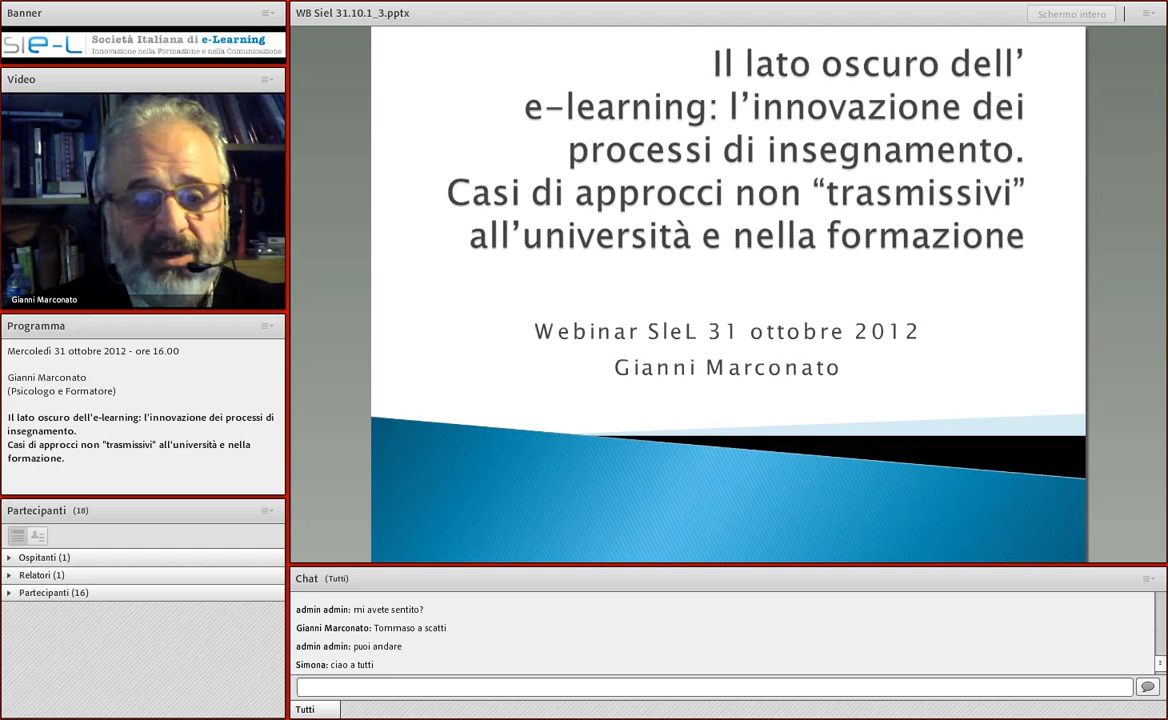 Banner
SIe-L Società Italiana di e-Learning
Innovazione nella Formazione e nella Comunicazione
Video
Gianni Marconato
Programma
Mercoledì 31 ottobre 2012 - ore 16.00
Gianni Marconato
(Psicologo e Formatore)
Il lato oscuro dell'e-learning: l'innovazione dei processi di
insegnamento.
Casi di approcci non "trasmissivi" all'università e nella
formazione.
Partecipanti (18)
Ospitanti (1)
Relatori (1)
Partecipanti (16)
WB Siel 31.10.1_3.pptx
Schermo intero
Il lato oscuro dell’
e-learning: l’innovazione dei
processi di insegnamento.
Casi di approcci non “trasmissivi”
all’università e nella formazione
Webinar SIeL 31 ottobre 2012
Gianni Marconato
Chat (Tutti)
admin admin: mi avete sentito?
Gianni Marconato: Tommaso a scatti
admin admin: puoi andare
Simona: ciao a tutti
Tutti